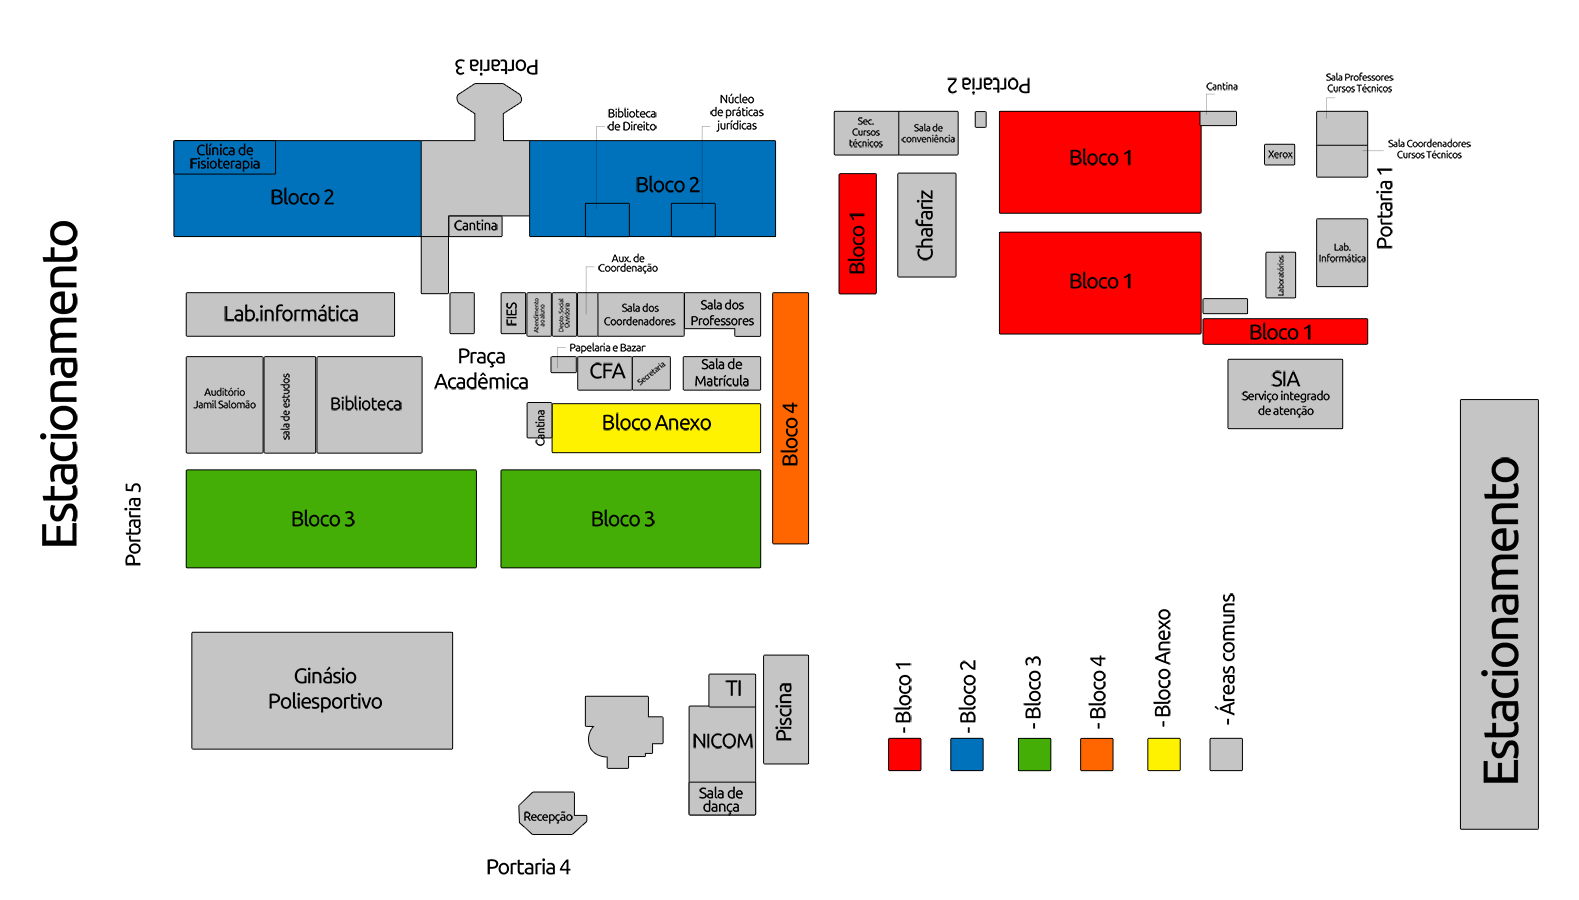 Portaria 3
Portaria 2
Biblioteca
de Direito
Núcleo
de práticas
jurídicas
Cantina
Sala Professores
Cursos Técnicos
Sala Coordenadores
Cursos Técnicos
Portaria 1
Clínica de
Fisioterapia
Bloco 2
Bloco 2
Cantina
Sec.
Cursos
técnicos
Sala de
conveniência
Bloco 1
Chafariz
Bloco 1
Bloco 1
Xerox
Lab.
Informática
Laboratórios
Bloco 1
SIA
Serviço integrado
de atenção
Estacionamento
Aux. de
Coordenação
Lab.informática
FIES
Atendimento
ao aluno
Depto. Social
Ouvidoria
Sala dos
Coordenadores
Sala dos
Professores
Praça
Acadêmica
Papelaria e Bazar
CFA
Secretaria
Sala de
Matrícula
Auditório
Jamil Salomão
sala de estudos
Biblioteca
Cantina
Bloco Anexo
Bloco 4
Portaria 5
Bloco 3
Bloco 3
Ginásio
Poliesportivo
TI
NICOM
Sala de
dança
Piscina
Recepção
Portaria 4
- Bloco 1
- Bloco 2
- Bloco 3
- Bloco 4
- Bloco Anexo
- Áreas comuns
Estacionamento